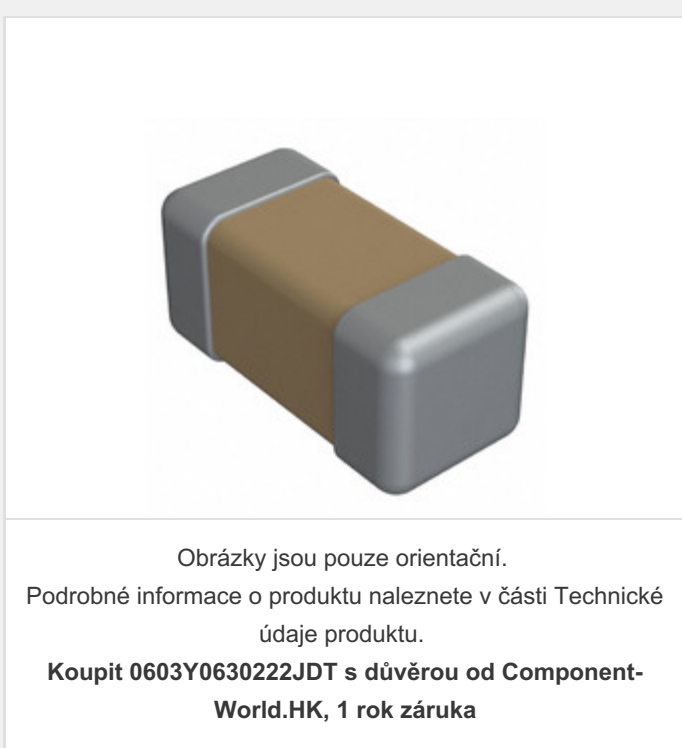 Obrázky jsou pouze orientační.
Podrobné informace o produktu naleznete v části Technické
údaje produktu.
Koupit 0603Y0630222JDT s důvěrou od Component-
World.HK, 1 rok záruka